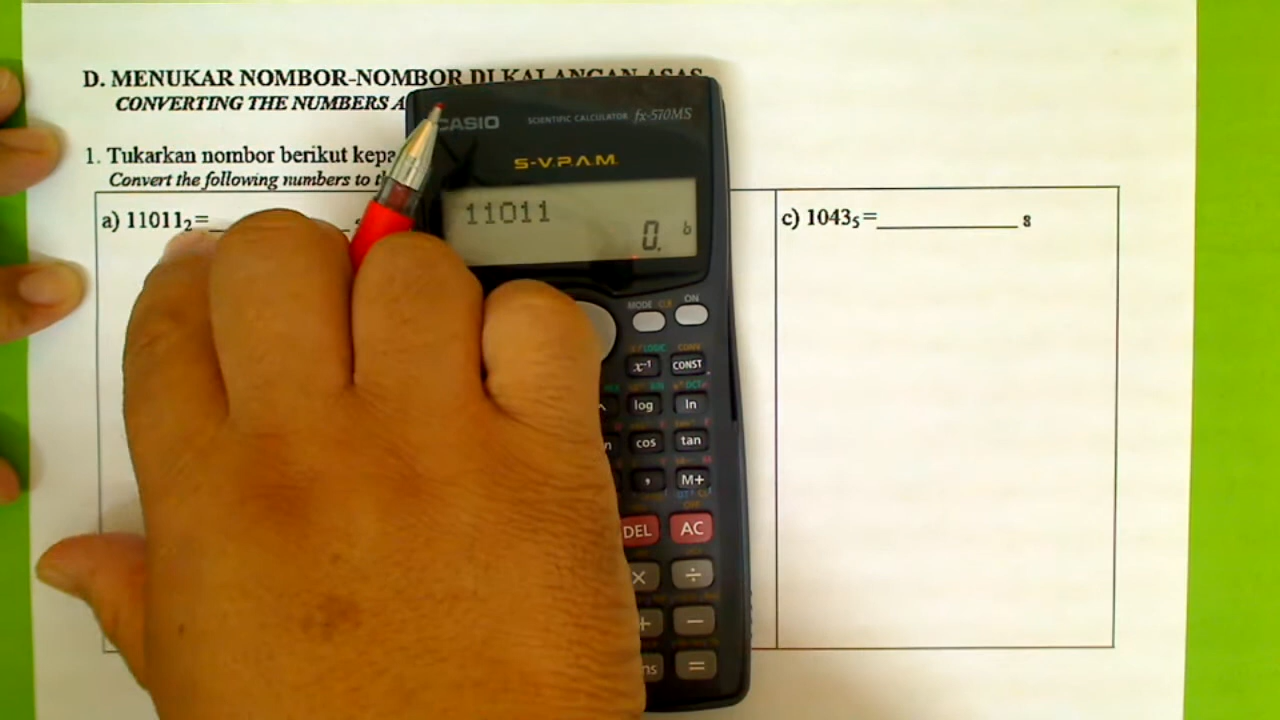 D. MENUKAR NOMBOR-NOMBOR DI KALANGAN ASAS
CONVERTING THE NUMBERS
1. Tukarkan nombor berikut
Convert the following numbers to
a) 11011₂=
c) 1043₅=____________ 8
CASIO
SCIENTIFIC CALCULATOR fx-570MS
S-V.P.A.M.
11011
0. b
MODE CLR ON
LOGIC CONV
x⁻¹ CONST
log ln
cos tan
, M+
DEL AC
× ÷
+ −
=